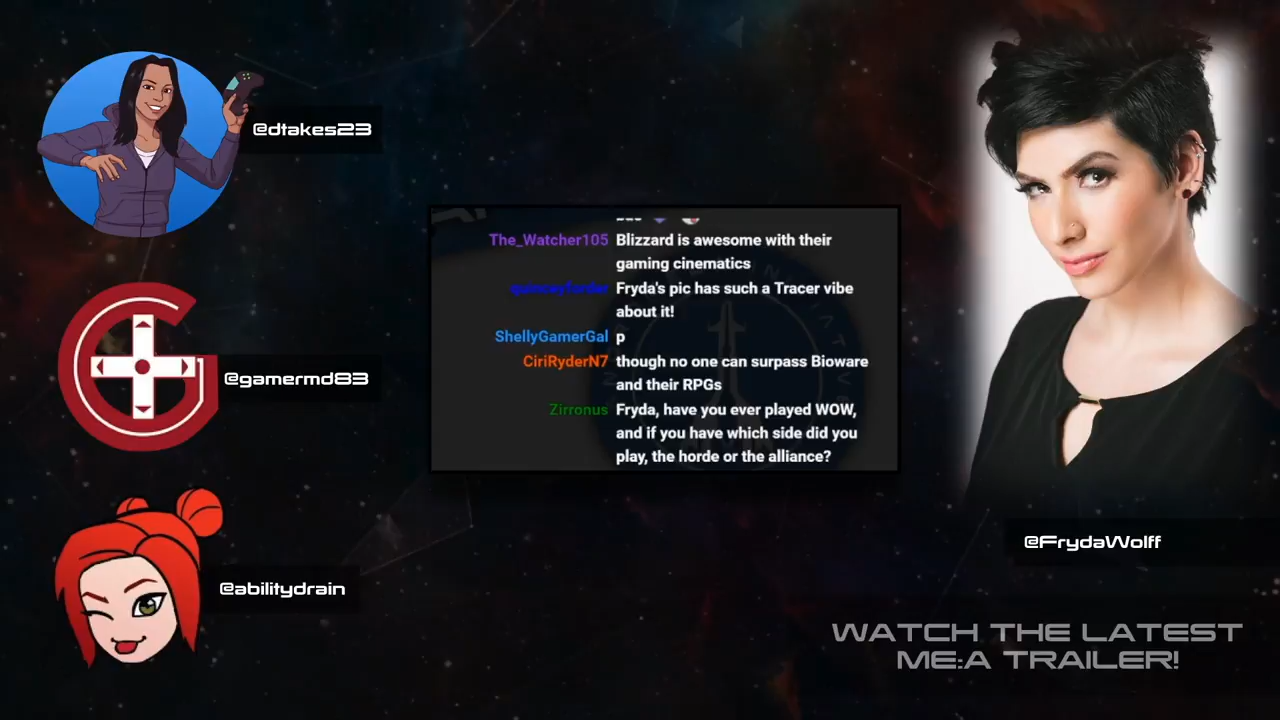 @dtakes23
@gamermd83
@abilitydrain
The_Watcher105 Blizzard is awesome with their
gaming cinematics
Fryda's pic has such a Tracer vibe
about it!
ShellyGamerGal p
CiriRyderN7 though no one can surpass Bioware
and their RPGs
Zirronus Fryda, have you ever played WOW,
and if you have which side did you
play, the horde or the alliance?
@FrydaWolff
WATCH THE LATEST
ME:A TRAILER!